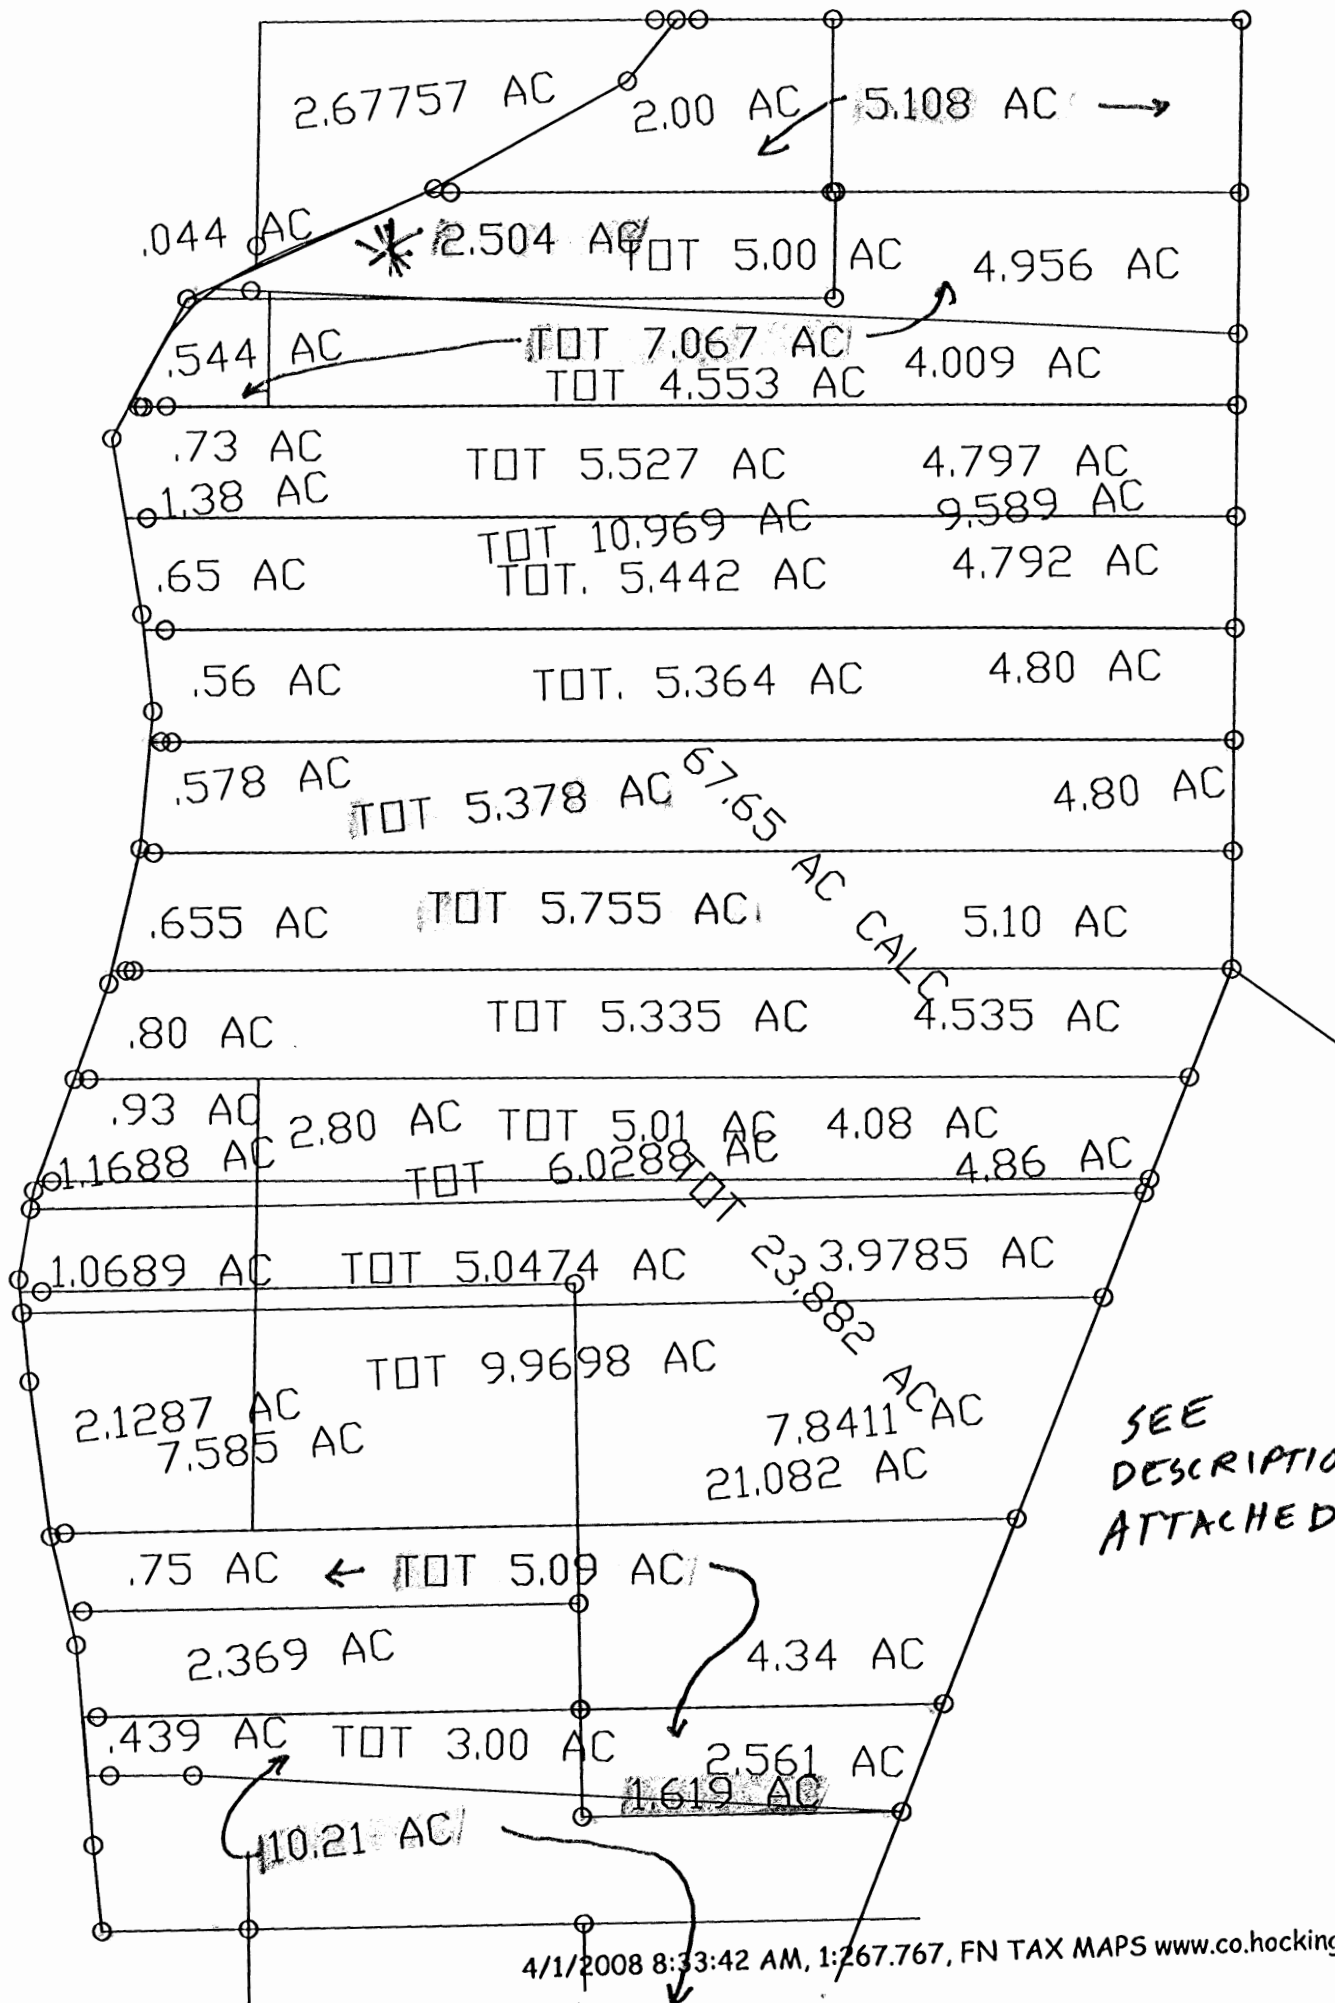 2.67757 AC
2.00 AC
5.108 AC
.044 AC
2.504 AC
TOT 5.00 AC
4.956 AC
.544 AC
TOT 7.067 AC
4.009 AC
TOT 4.553 AC
.73 AC
TOT 5.527 AC
4.797 AC
1.38 AC
TOT 10.969 AC
9.589 AC
.65 AC
TOT. 5.442 AC
4.792 AC
.56 AC
TOT. 5.364 AC
4.80 AC
.578 AC
TOT 5.378 AC
67.65 AC CALC
4.80 AC
.655 AC
TOT 5.755 AC
5.10 AC
.80 AC
TOT 5.335 AC
4.535 AC
.93 AC
2.80 AC
TOT 5.01 AC
4.08 AC
1.1688 AC
TOT 6.0288 AC
4.86 AC
TOT 23.882 AC
1.0689 AC
TOT 5.0474 AC
3.9785 AC
TOT 9.9698 AC
2.1287 AC
7.8411 AC
7.585 AC
21.082 AC
SEE
DESCRIPTIO
ATTACHED
.75 AC
TOT 5.09 AC
2.369 AC
4.34 AC
.439 AC
TOT 3.00 AC
2.561 AC
1.619 AC
10.21 AC
4/1/2008 8:33:42 AM, 1:267.767, FN TAX MAPS www.co.hocking